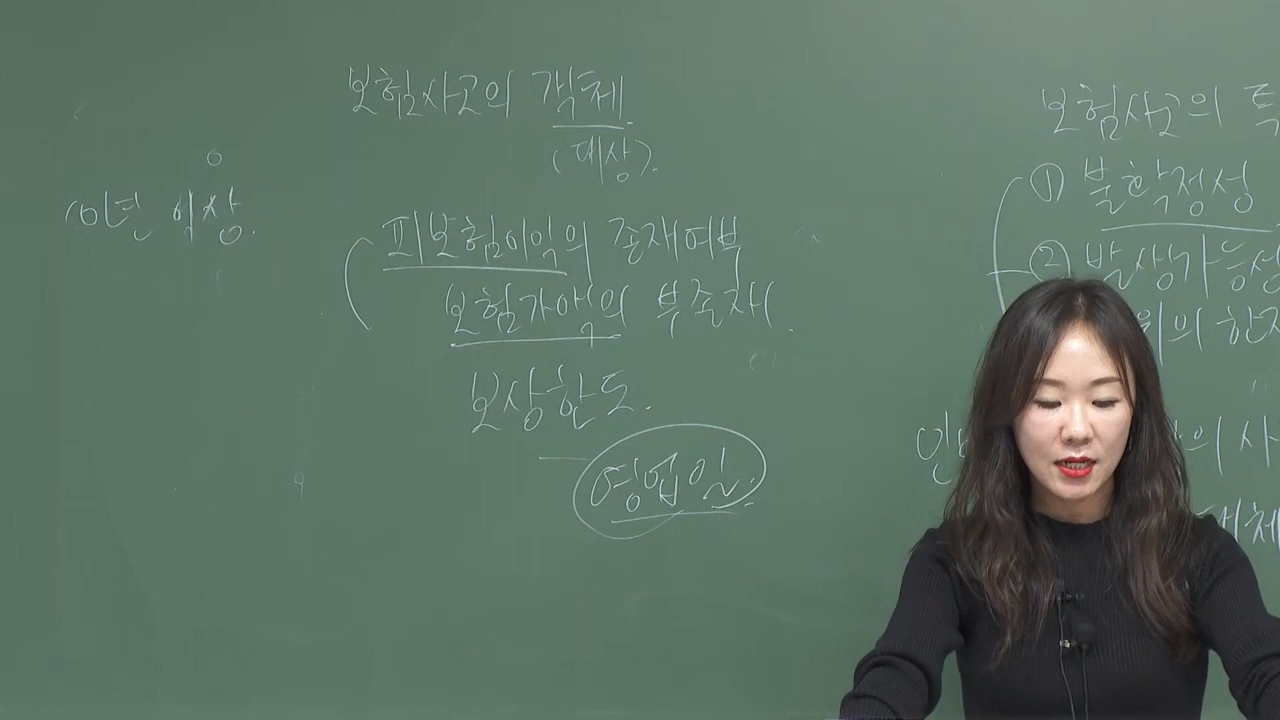 보험사고의 객체
(대상).
10년 이상.
피보험이익의 존재여부
보험가액의 부존재.
보상한도.
영업일.
보험사고의
① 불확정성
② 발생가능성